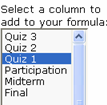 Select a column to
add to your formula:
Quiz 3
Quiz 2
Quiz 1
Participation
Midterm
Final